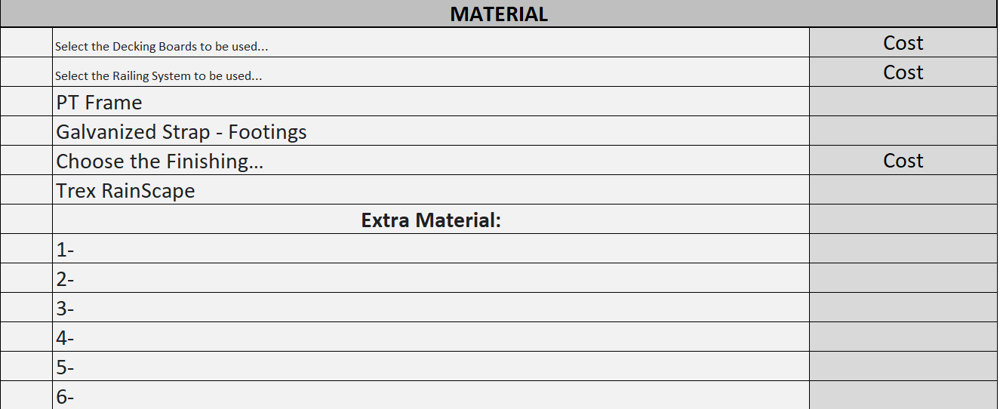 MATERIAL
Select the Decking Boards to be used... Cost
Select the Railing System to be used... Cost
PT Frame
Galvanized Strap - Footings
Choose the Finishing... Cost
Trex RainScape
Extra Material:
1-
2-
3-
4-
5-
6-